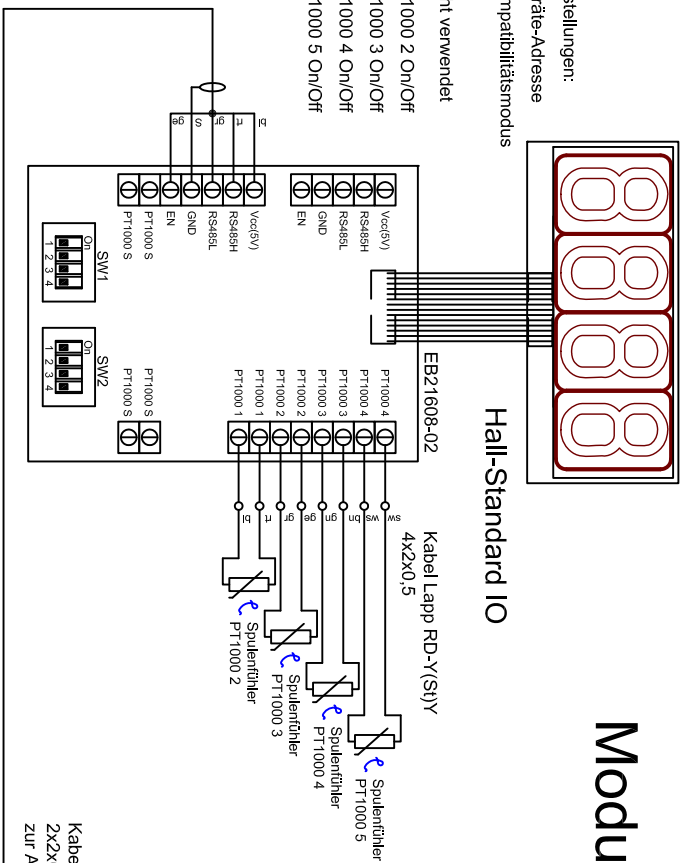 Modu
stellungen:
räte-Adresse
mpatibilitätsmodus
nt verwendet
1000 2 On/Off
1000 3 On/Off
1000 4 On/Off
1000 5 On/Off
Hall-Standard IO
EB21608-02
Kabel Lapp RD-Y(St)Y
4x2x0,5
bl
rt
gr
S
ge
Vcc(5V)
RS485H
RS485L
GND
EN
Vcc(5V)
RS485H
RS485L
GND
EN
PT1000 S
PT1000 S
SW1
On
1 2 3 4
SW2
On
1 2 3 4
PT1000 S
PT1000 S
PT1000 4
PT1000 4
PT1000 3
PT1000 3
PT1000 2
PT1000 2
PT1000 1
PT1000 1
sw
ws
bn
gn
ge
gr
rt
bl
Spulenfühler
PT1000 5
Spulenfühler
PT1000 4
Spulenfühler
PT1000 3
Spulenfühler
PT1000 2
Kabe
2x2x
zur A